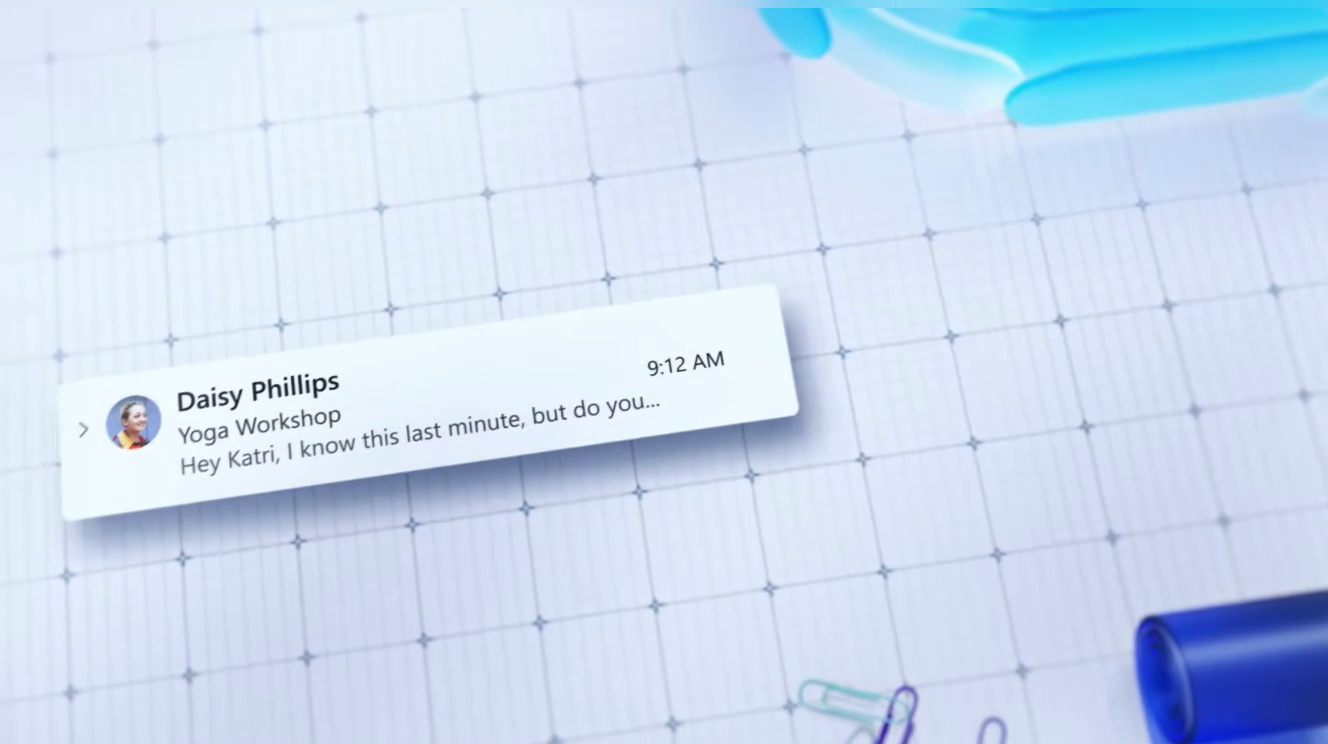 Daisy Phillips
9:12 AM
Yoga Workshop
Hey Katri, I know this last minute, but do you...